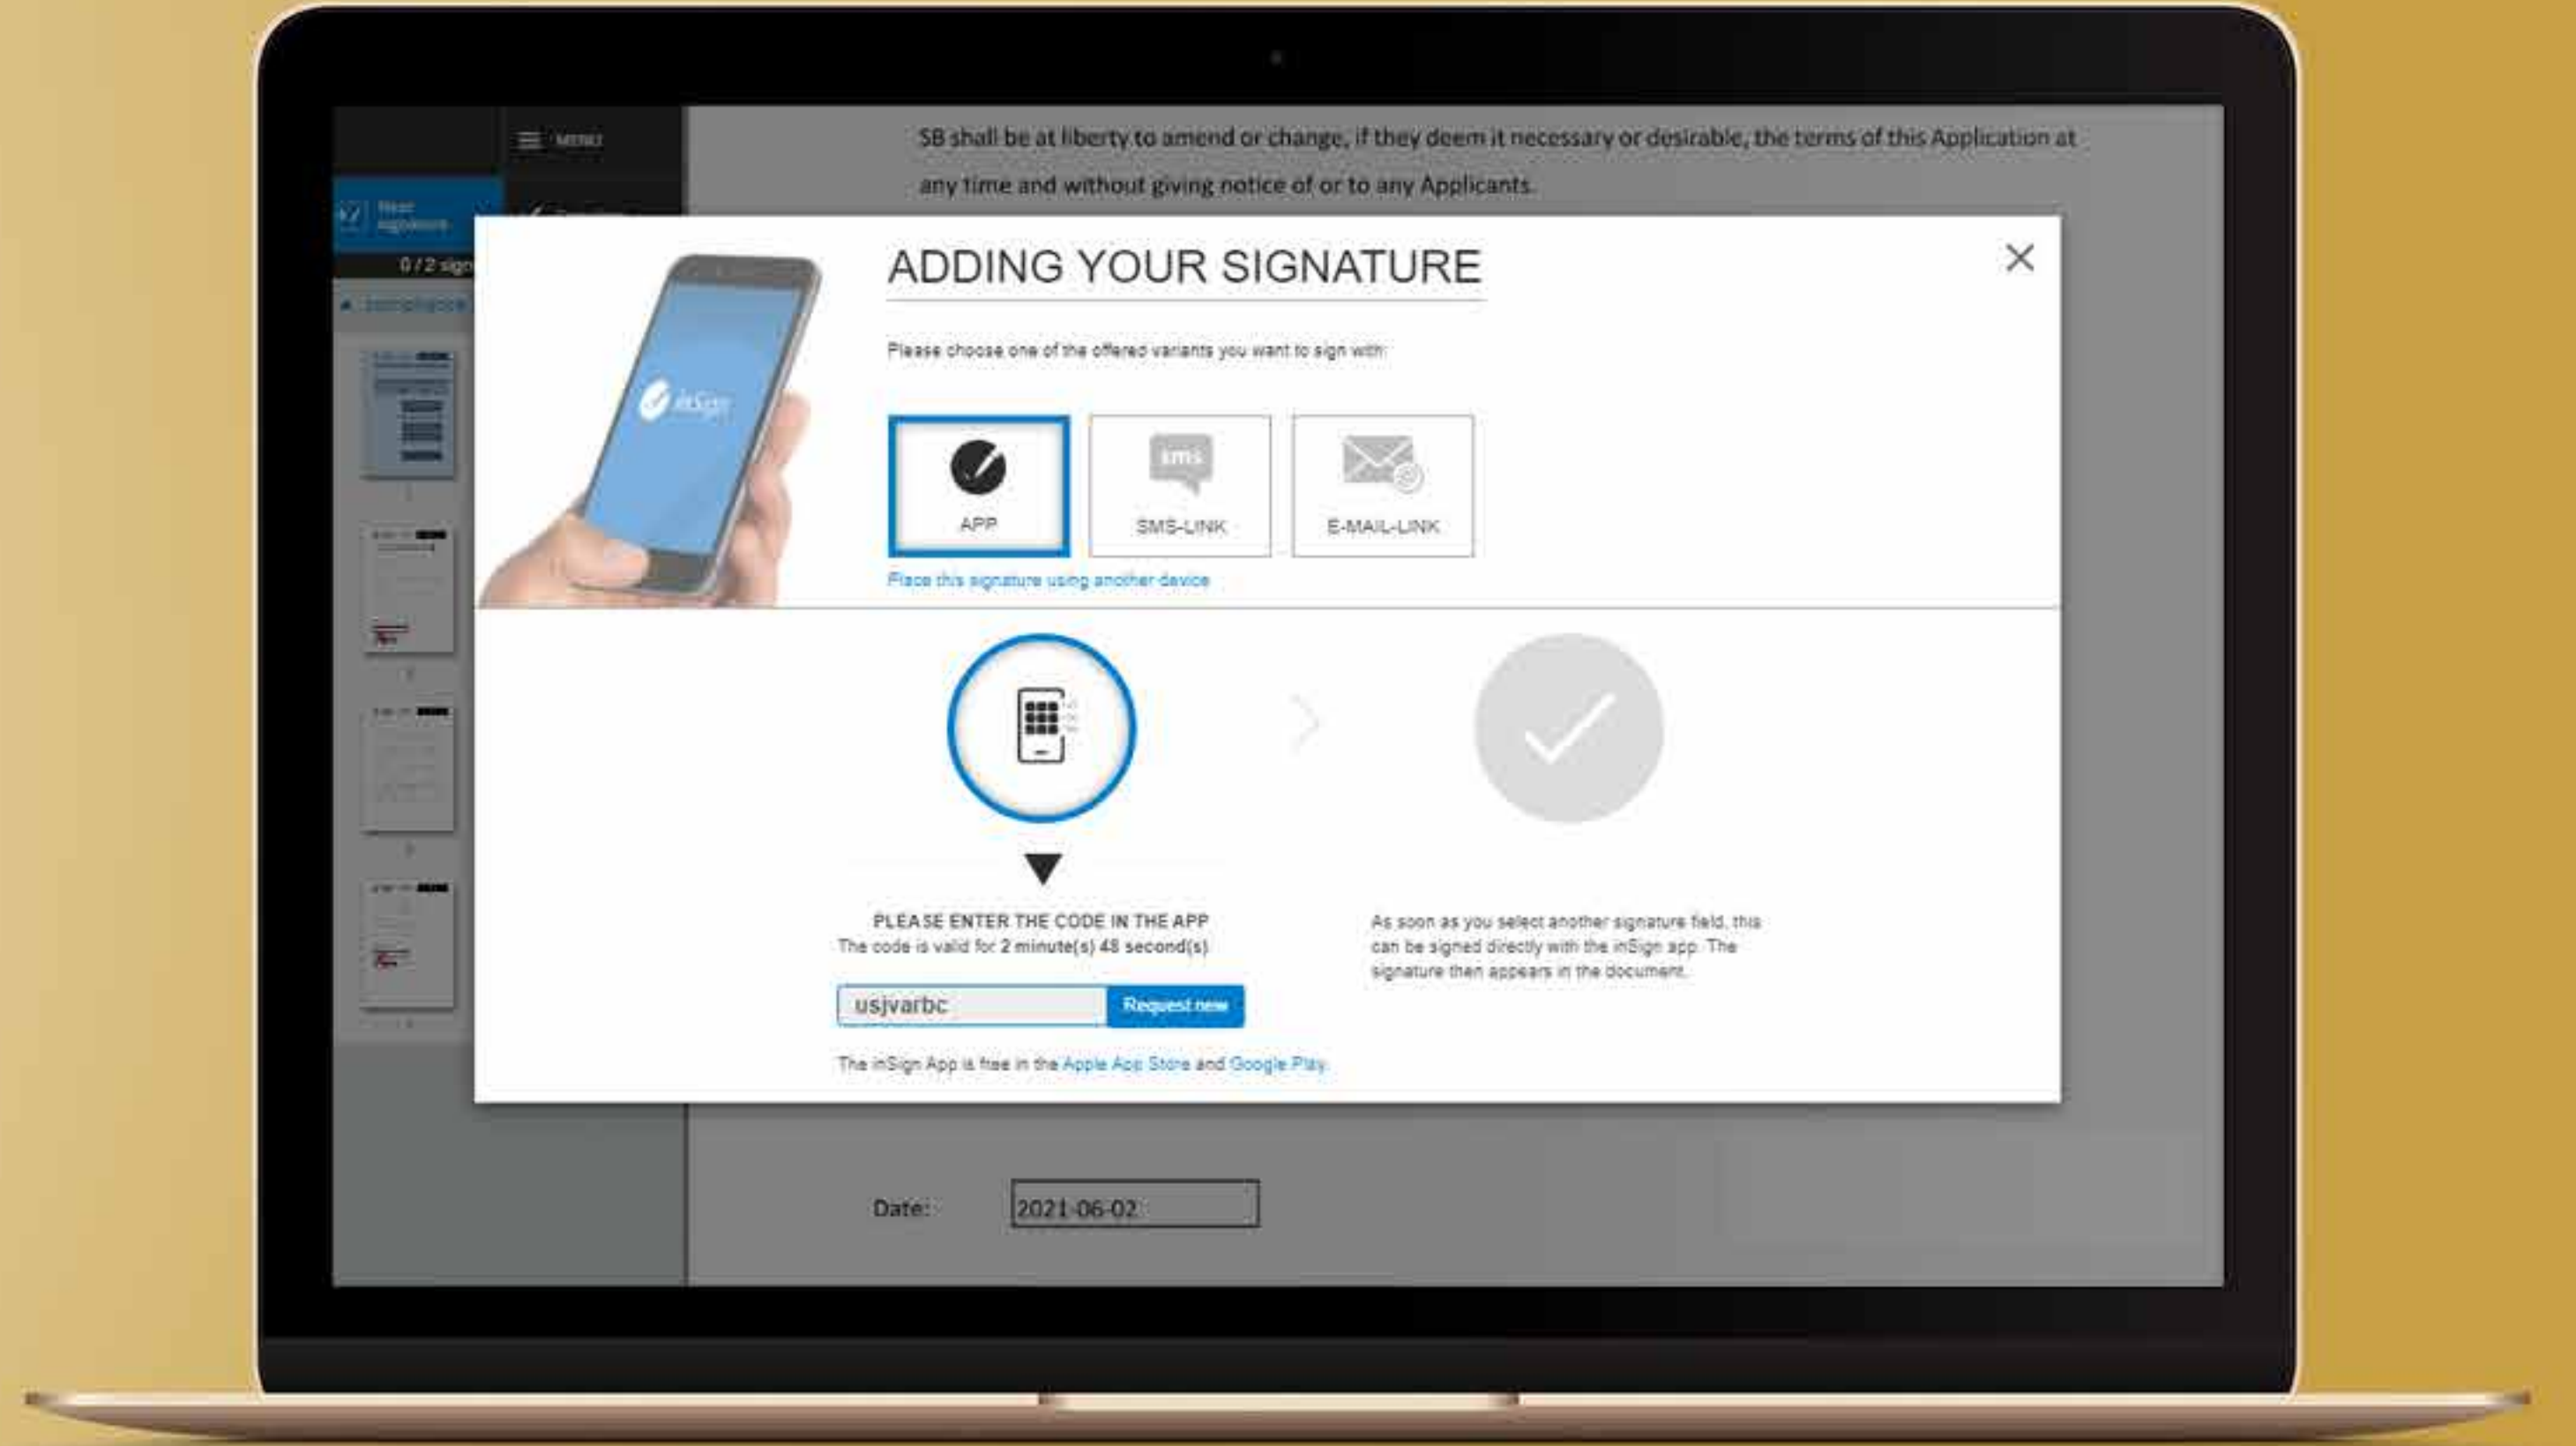 MENU
SB shall be at liberty to amend or change, if they deem it necessary or desirable, the terms of this Application at
any time and without giving notice of or to any Applicants.
Next
signature
0 / 2 sign
ADDING YOUR SIGNATURE
Please choose one of the offered variants you want to sign with:
inSign
sms
APP
SMS-LINK
E-MAIL-LINK
Place this signature using another device
PLEASE ENTER THE CODE IN THE APP
The code is valid for 2 minute(s) 48 second(s)
usjvarbc
Request new
As soon as you select another signature field, this
can be signed directly with the inSign app. The
signature then appears in the document.
The inSign App is free in the Apple App Store and Google Play.
Date:
2021-06-02